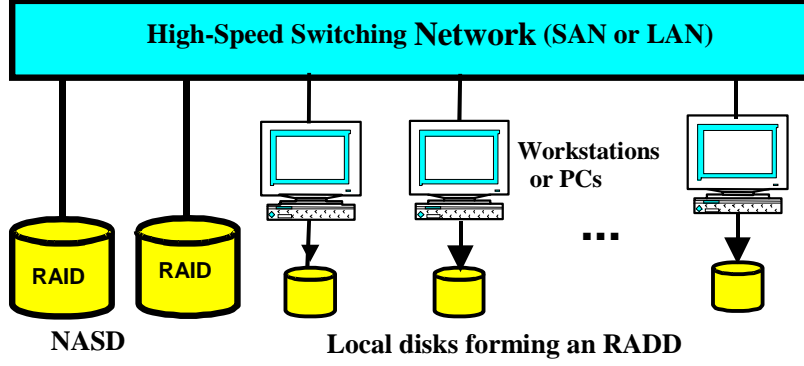 High-Speed Switching Network (SAN or LAN)
Workstations
or PCs
...
RAID
RAID
NASD
Local disks forming an RADD